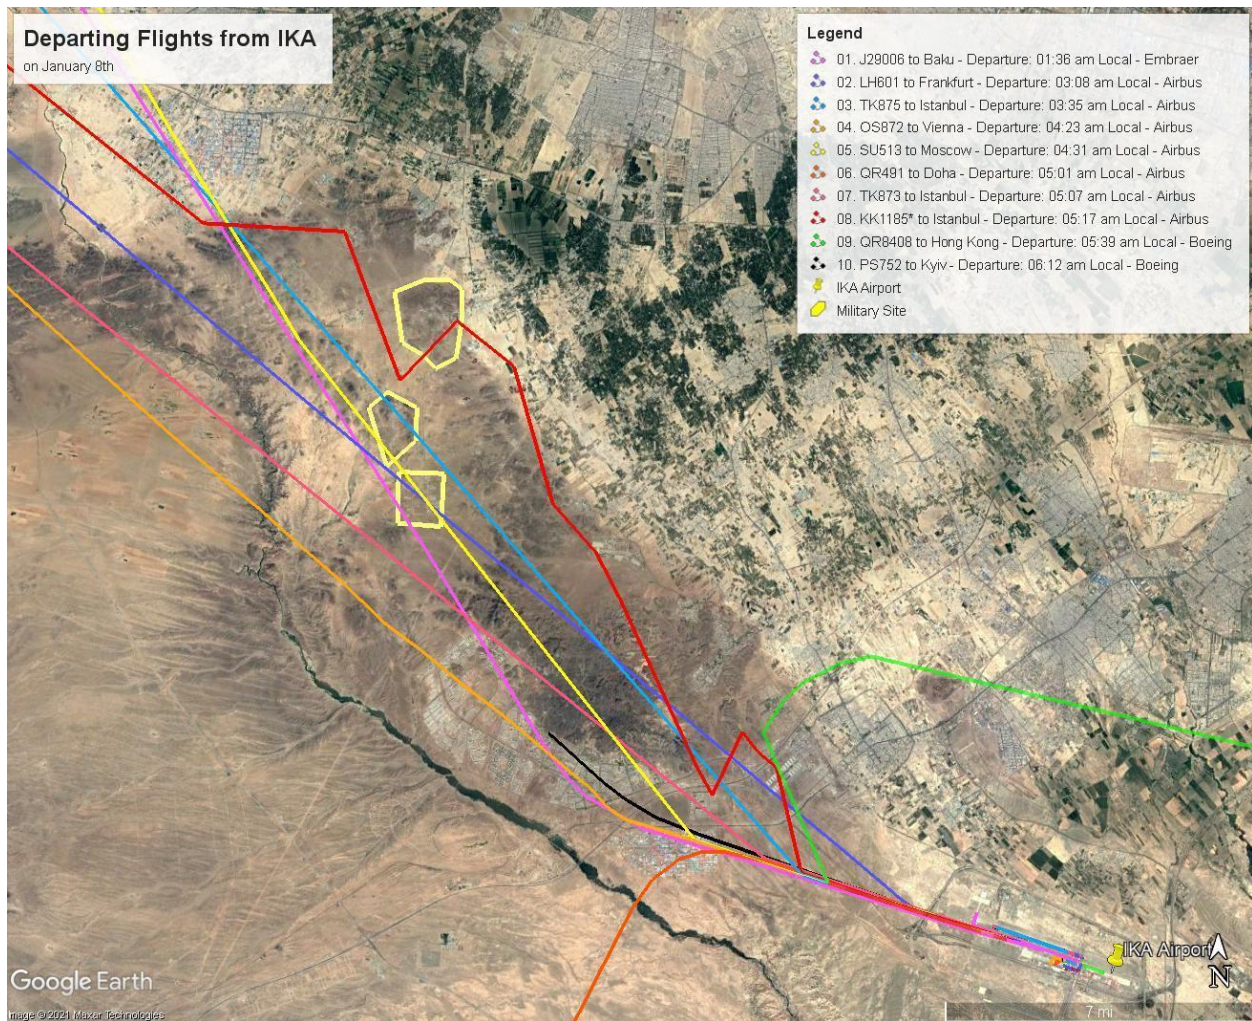 Departing Flights from IKA
on January 8th
Legend
01. J29006 to Baku - Departure: 01:36 am Local - Embraer
02. LH601 to Frankfurt - Departure: 03:08 am Local - Airbus
03. TK875 to Istanbul - Departure: 03:35 am Local - Airbus
04. OS872 to Vienna - Departure: 04:23 am Local - Airbus
05. SU513 to Moscow - Departure: 04:31 am Local - Airbus
06. QR491 to Doha - Departure: 05:01 am Local - Airbus
07. TK873 to Istanbul - Departure: 05:07 am Local - Airbus
08. KK1185* to Istanbul - Departure: 05:17 am Local - Airbus
09. QR8408 to Hong Kong - Departure: 05:39 am Local - Boeing
10. PS752 to Kyiv - Departure: 06:12 am Local - Boeing
IKA Airport
Military Site
IKA Airport
N
Google Earth
Image © 2021 Maxar Technologies
7 mi